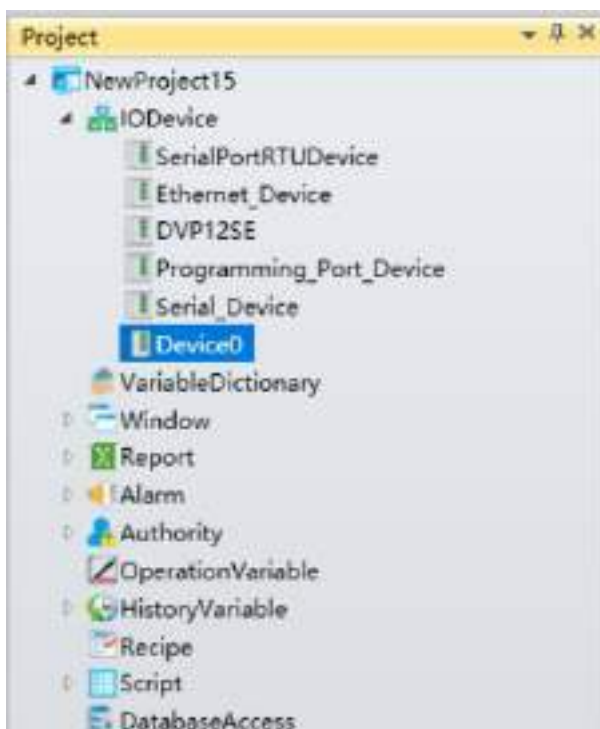 Project
NewProject15
IODevice
SerialPortRTUDevice
Ethernet_Device
DVP12SE
Programming_Port_Device
Serial_Device
Device0
VariableDictionary
Window
Report
Alarm
Authority
OperationVariable
HistoryVariable
Recipe
Script
DatabaseAccess